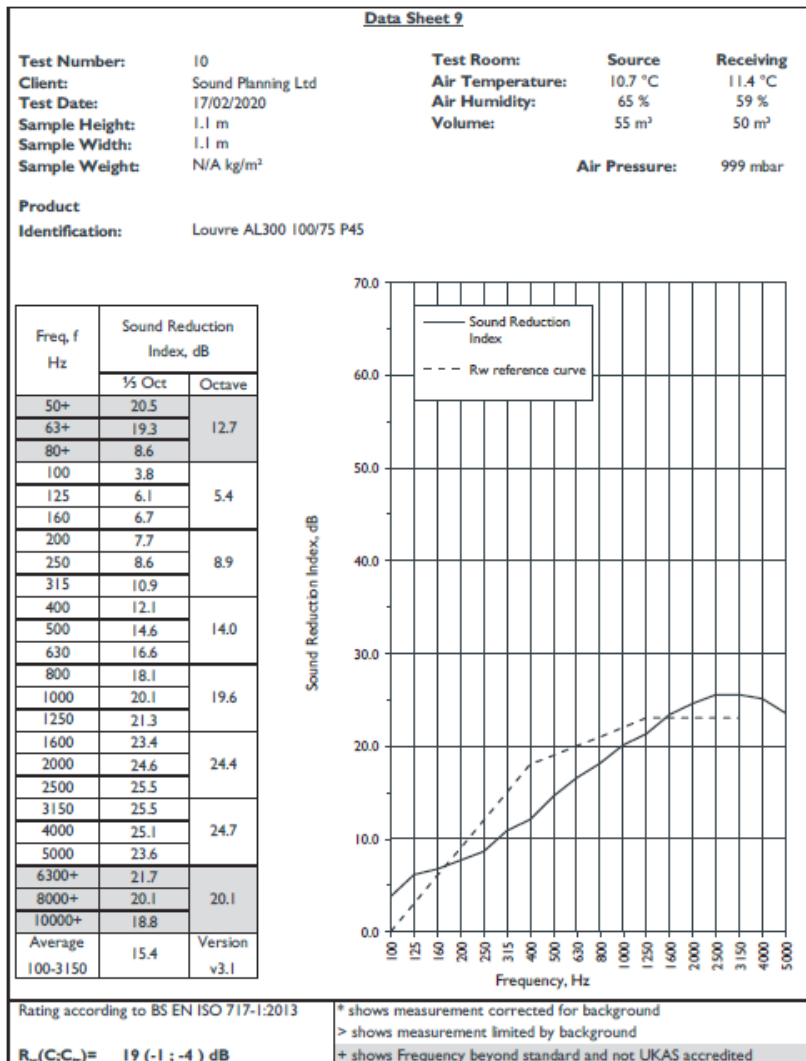 Data Sheet 9
Test Number: 10
Client: Sound Planning Ltd
Test Date: 17/02/2020
Sample Height: 1.1 m
Sample Width: 1.1 m
Sample Weight: N/A kg/m²
Test Room: Source Receiving
Air Temperature: 10.7 °C 11.4 °C
Air Humidity: 65 % 59 %
Volume: 55 m³ 50 m³
Air Pressure: 999 mbar
Product
Identification: Louvre AL300 100/75 P45
Freq, f Sound Reduction
Hz Index, dB
⅓ Oct Octave
50+ 20.5
63+ 19.3 12.7
80+ 8.6
100 3.8
125 6.1 5.4
160 6.7
200 7.7
250 8.6 8.9
315 10.9
400 12.1
500 14.6 14.0
630 16.6
800 18.1
1000 20.1 19.6
1250 21.3
1600 23.4
2000 24.6 24.4
2500 25.5
3150 25.5
4000 25.1 24.7
5000 23.6
6300+ 21.7
8000+ 20.1 20.1
10000+ 18.8
Average 15.4 Version
100-3150 v3.1
Sound Reduction Index, dB
70.0
60.0
50.0
40.0
30.0
20.0
10.0
0.0
Sound Reduction
Index
Rw reference curve
100 125 160 200 250 315 400 500 630 800 1000 1250 1600 2000 2500 3150 4000 5000
Frequency, Hz
Rating according to BS EN ISO 717-1:2013
Rw(C;Ctr)= 19 (-1 ; -4 ) dB
* shows measurement corrected for background
> shows measurement limited by background
+ shows Frequency beyond standard and not UKAS accredited